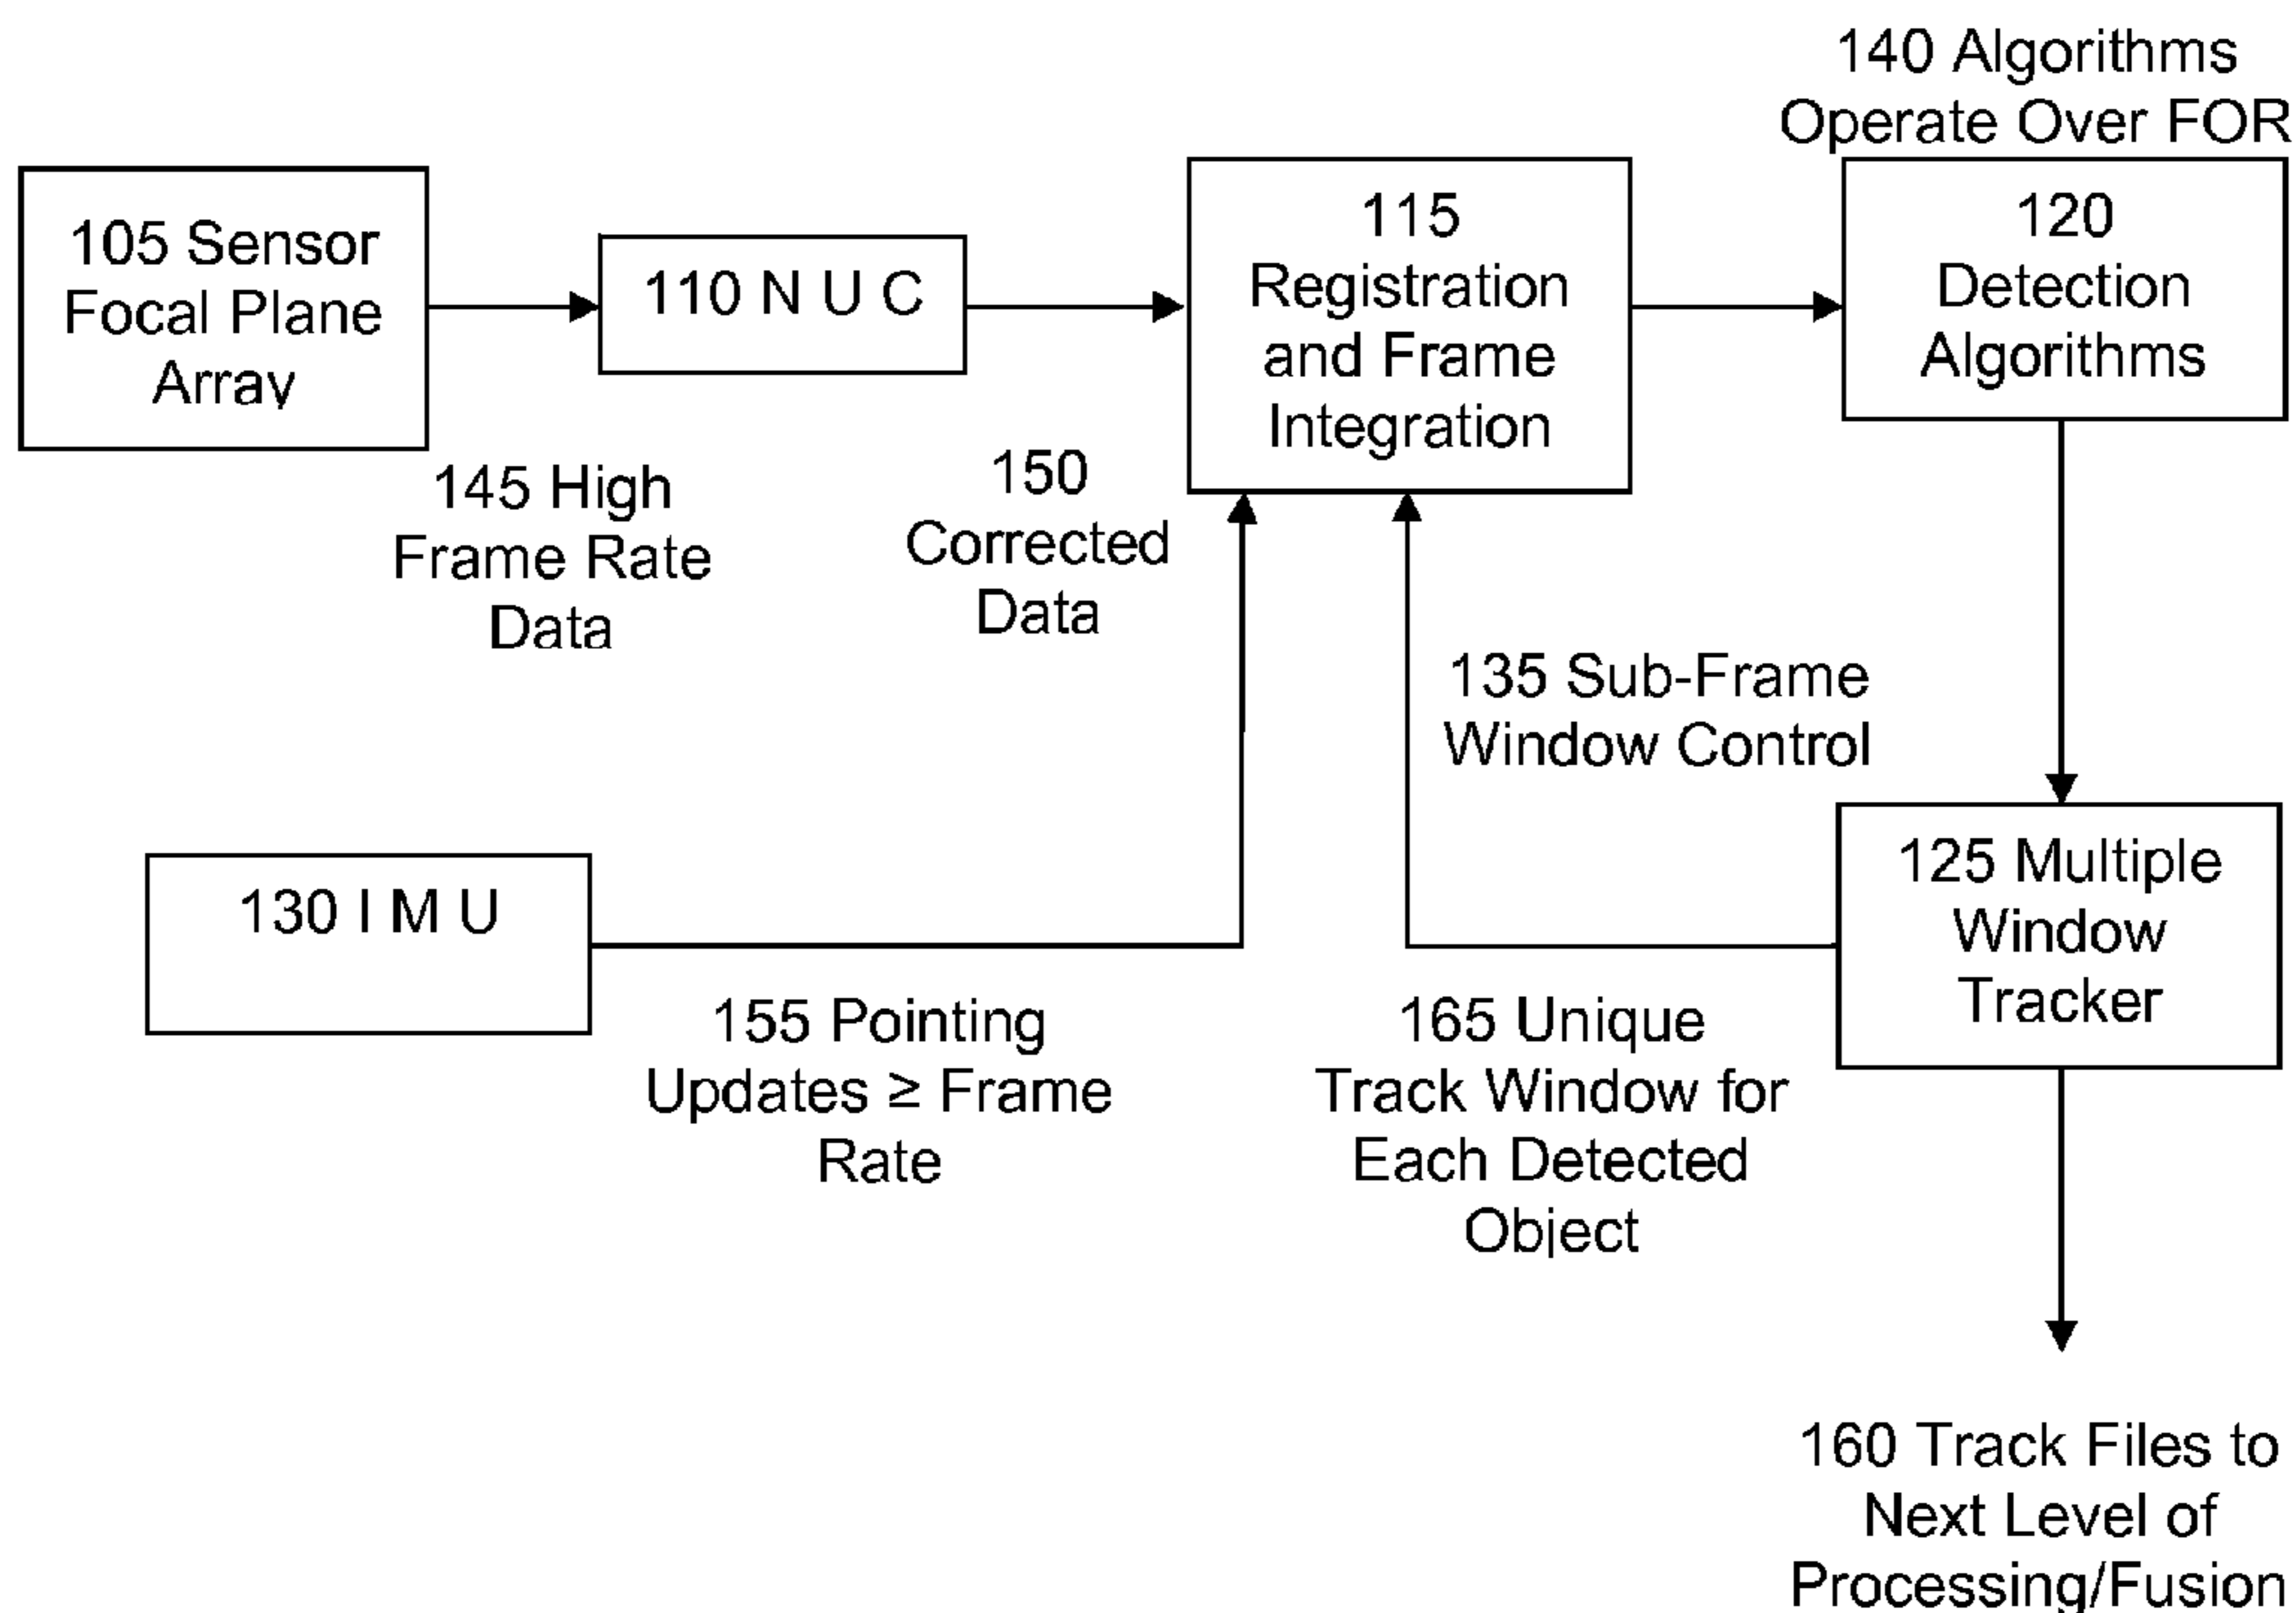 140 Algorithms
Operate Over FOR
105 Sensor
Focal Plane
Array
110 N U C
115
Registration
and Frame
Integration
120
Detection
Algorithms
145 High
Frame Rate
Data
150
Corrected
Data
135 Sub-Frame
Window Control
130 I M U
125 Multiple
Window
Tracker
155 Pointing
Updates ≥ Frame
Rate
165 Unique
Track Window for
Each Detected
Object
160 Track Files to
Next Level of
Processing/Fusion